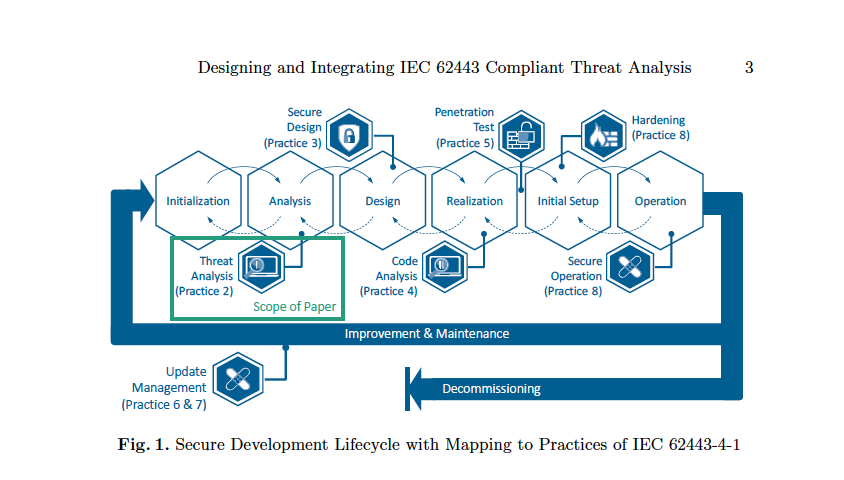 Designing and Integrating IEC 62443 Compliant Threat Analysis 3
Secure
Design
(Practice 3)
Penetration
Test
(Practice 5)
Hardening
(Practice 8)
Initialization
Analysis
Design
Realization
Initial Setup
Operation
Threat
Analysis
(Practice 2)
Scope of Paper
Code
Analysis
(Practice 4)
Secure
Operation
(Practice 8)
Improvement & Maintenance
Update
Management
(Practice 6 & 7)
Decommissioning
Fig. 1. Secure Development Lifecycle with Mapping to Practices of IEC 62443-4-1